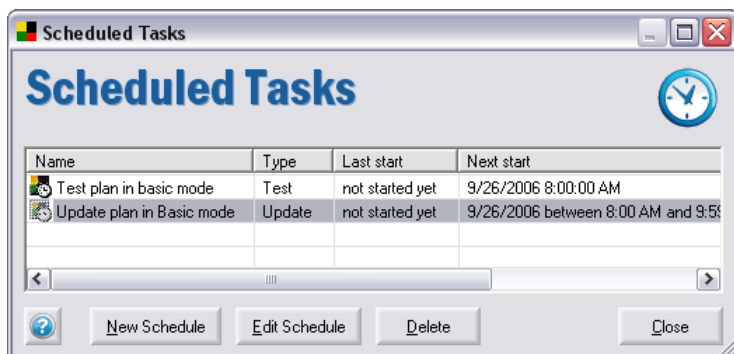 Scheduled Tasks
Scheduled Tasks
Name Type Last start Next start
Test plan in basic mode Test not started yet 9/26/2006 8:00:00 AM
Update plan in Basic mode Update not started yet 9/26/2006 between 8:00 AM and 9:5
? New Schedule Edit Schedule Delete Close